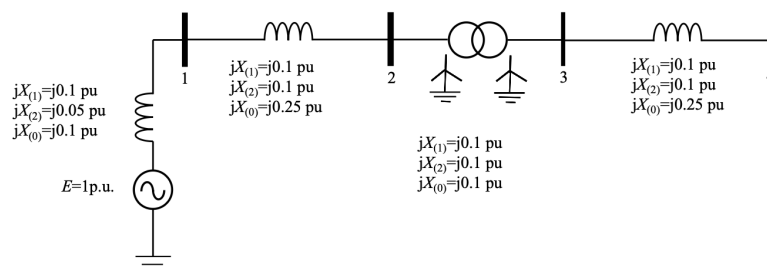 1
jX(1)=j0.1 pu
jX(2)=j0.1 pu
jX(0)=j0.25 pu
2
3
jX(1)=j0.1 pu
jX(2)=j0.1 pu
jX(0)=j0.25 pu
jX(1)=j0.1 pu
jX(2)=j0.05 pu
jX(0)=j0.1 pu
jX(1)=j0.1 pu
jX(2)=j0.1 pu
jX(0)=j0.1 pu
E=1p.u.